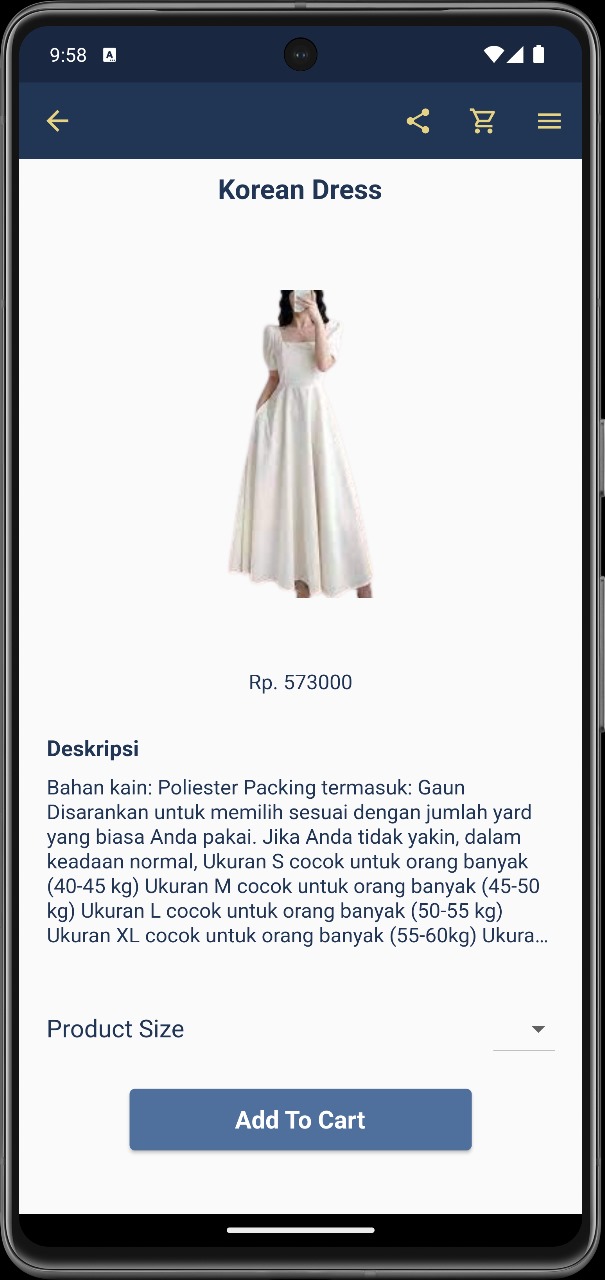 9:58
A
Korean Dress
Rp. 573000
Deskripsi
Bahan kain: Poliester Packing termasuk: Gaun
Disarankan untuk memilih sesuai dengan jumlah yard
yang biasa Anda pakai. Jika Anda tidak yakin, dalam
keadaan normal, Ukuran S cocok untuk orang banyak
(40-45 kg) Ukuran M cocok untuk orang banyak (45-50
kg) Ukuran L cocok untuk orang banyak (50-55 kg)
Ukuran XL cocok untuk orang banyak (55-60kg) Ukura...
Product Size
Add To Cart